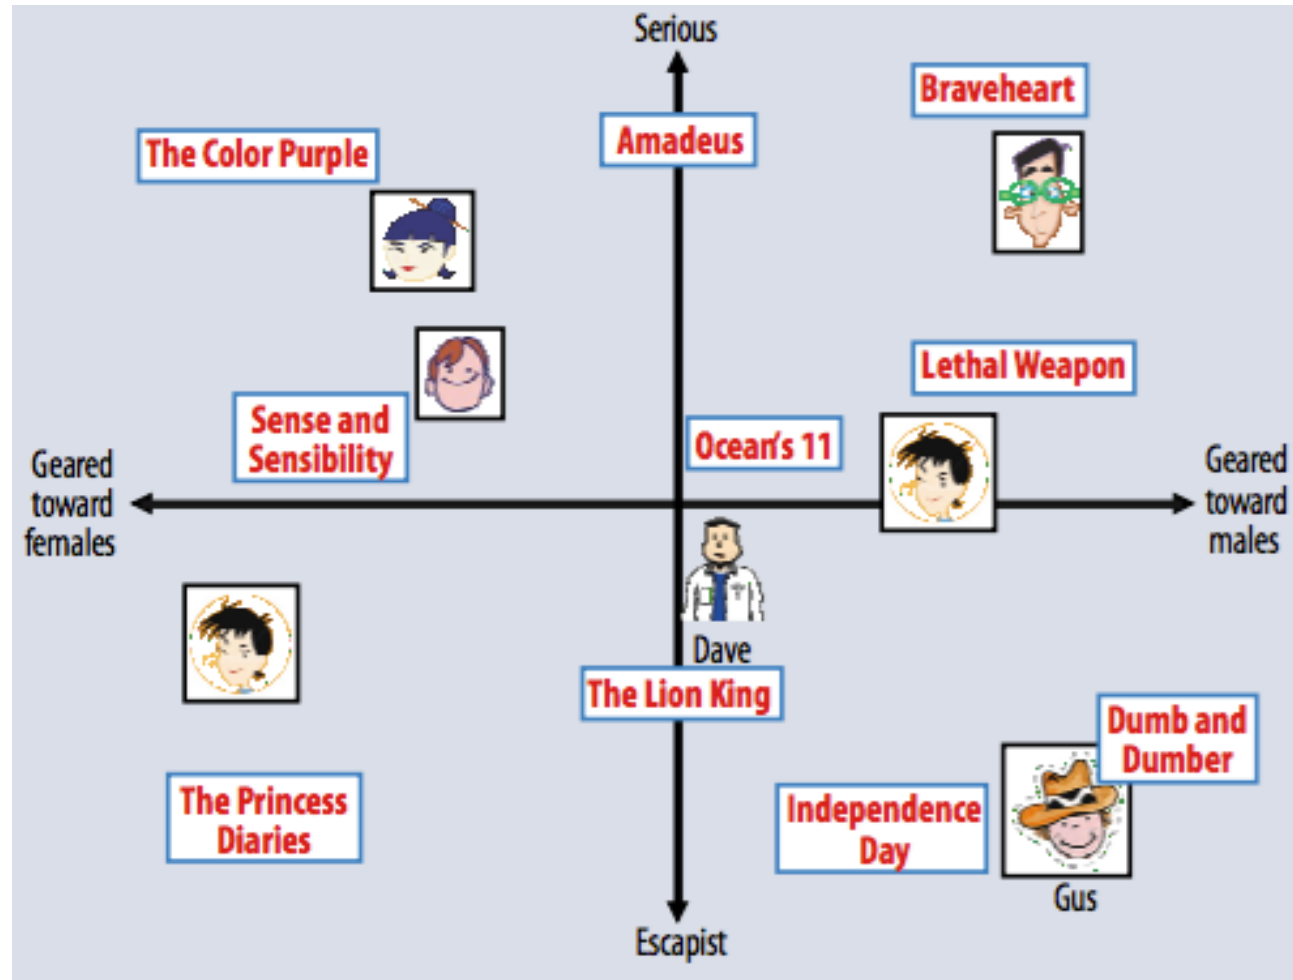 Serious
Braveheart
Amadeus
The Color Purple
Lethal Weapon
Sense and
Sensibility
Ocean's 11
Geared
toward
females
Geared
toward
males
Dave
The Lion King
Dumb and
Dumber
The Princess
Diaries
Independence
Day
Gus
Escapist